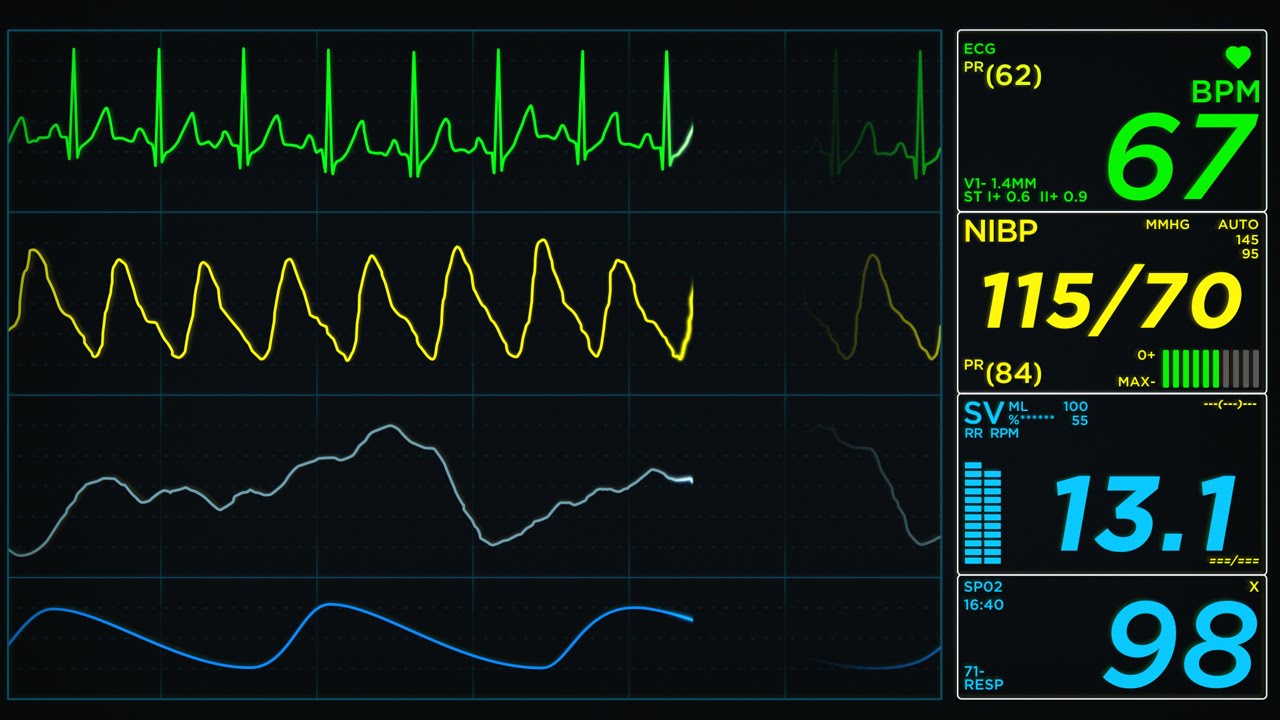 ECG
PR(62)
BPM
67
V1- 1.4MM
ST I+ 0.6 II+ 0.9
NIBP MMHG AUTO
145
95
115/70
PR(84)
0+
MAX-
SV ML 100
%****** 55
RR RPM
---(---)---
13.1
===/===
SPO2 X
16:40
98
71-
RESP